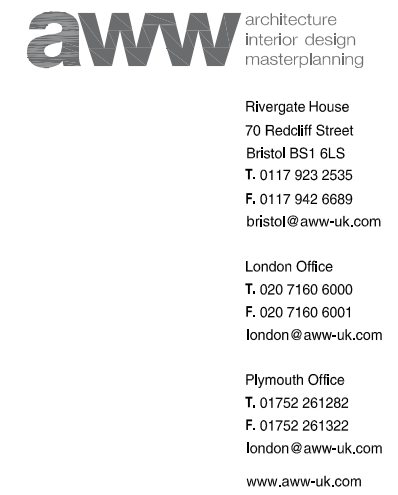 aww
architecture
interior design
masterplanning
Rivergate House
70 Redcliff Street
Bristol BS1 6LS
T. 0117 923 2535
F. 0117 942 6689
bristol@aww-uk.com
London Office
T. 020 7160 6000
F. 020 7160 6001
london@aww-uk.com
Plymouth Office
T. 01752 261282
F. 01752 261322
london@aww-uk.com
www.aww-uk.com